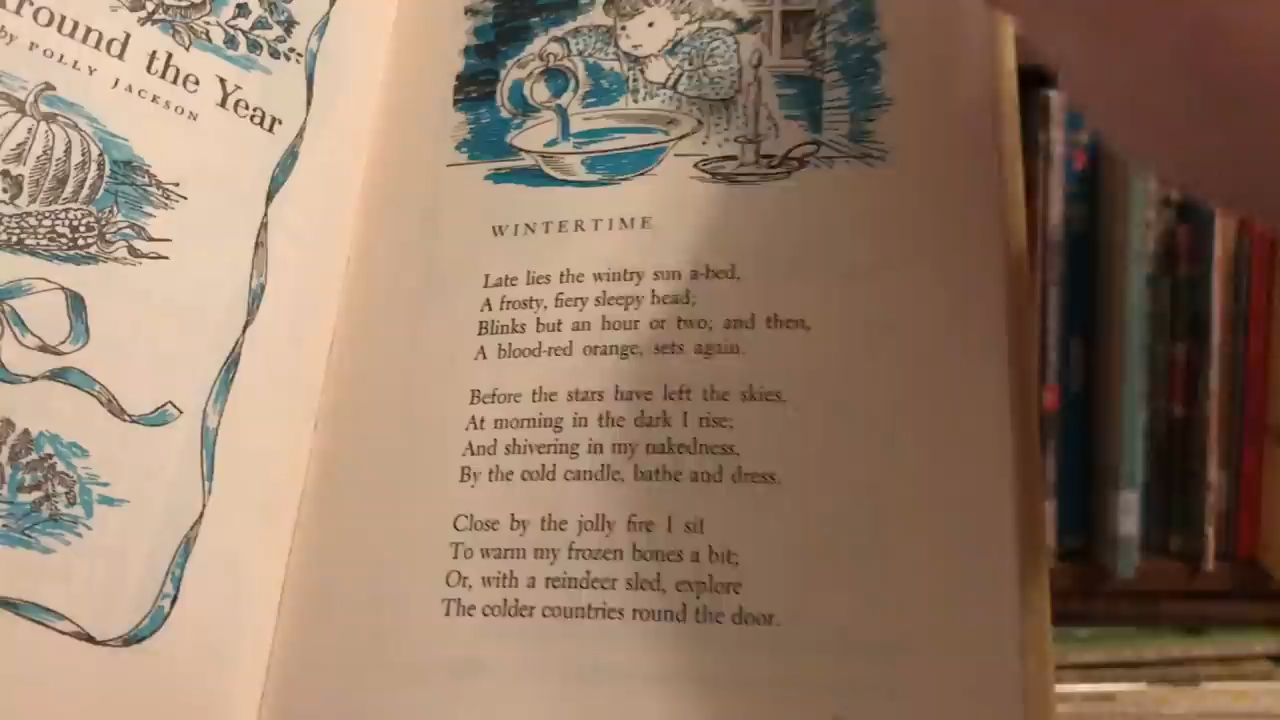 Around the Year
by POLLY JACKSON
WINTERTIME
Late lies the wintry sun a-bed,
A frosty, fiery sleepy head;
Blinks but an hour or two; and then,
A blood-red orange, sets again.
Before the stars have left the skies,
At morning in the dark I rise;
And shivering in my nakedness,
By the cold candle, bathe and dress.
Close by the jolly fire I sit
To warm my frozen bones a bit;
Or, with a reindeer sled, explore
The colder countries round the door.